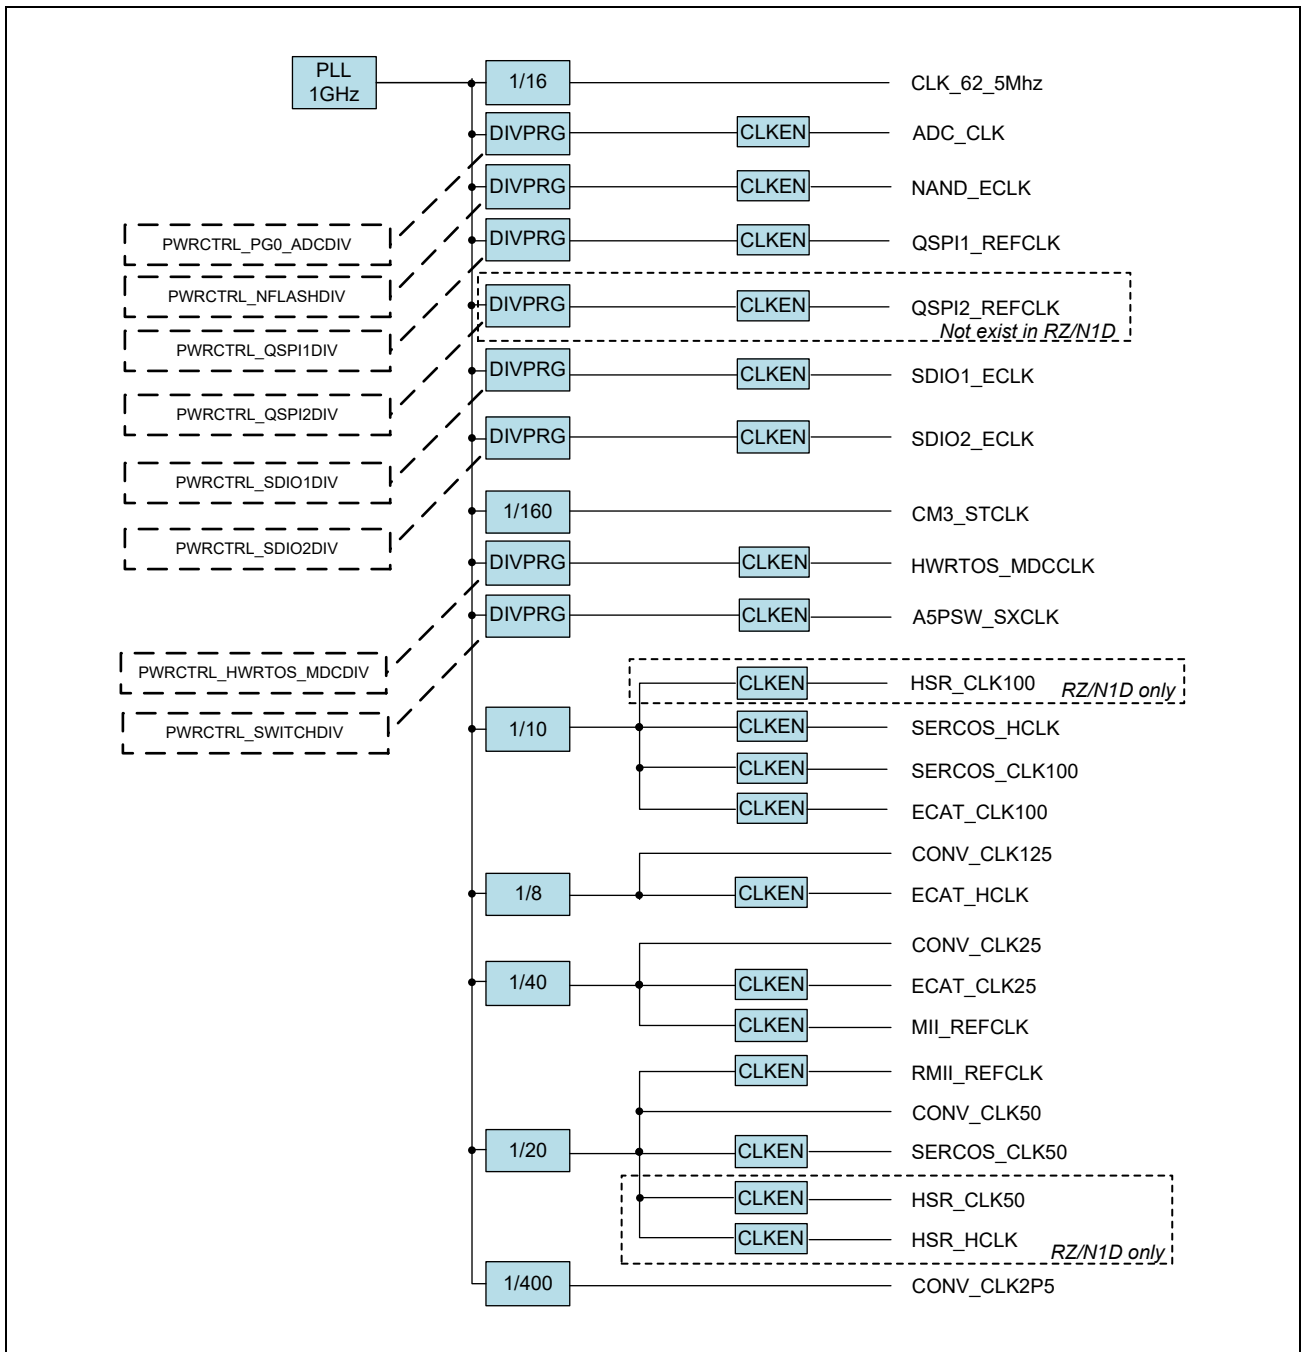 PLL
1GHz
1/16
CLK_62_5Mhz
DIVPRG
CLKEN
ADC_CLK
DIVPRG
CLKEN
NAND_ECLK
PWRCTRL_PG0_ADCDIV
DIVPRG
CLKEN
QSPI1_REFCLK
PWRCTRL_NFLASHDIV
DIVPRG
CLKEN
QSPI2_REFCLK
Not exist in RZ/N1D
PWRCTRL_QSPI1DIV
DIVPRG
CLKEN
SDIO1_ECLK
PWRCTRL_QSPI2DIV
DIVPRG
CLKEN
SDIO2_ECLK
PWRCTRL_SDIO1DIV
1/160
CM3_STCLK
PWRCTRL_SDIO2DIV
DIVPRG
CLKEN
HWRTOS_MDCCLK
DIVPRG
CLKEN
A5PSW_SXCLK
PWRCTRL_HWRTOS_MDCDIV
CLKEN
HSR_CLK100
RZ/N1D only
PWRCTRL_SWITCHDIV
1/10
CLKEN
SERCOS_HCLK
CLKEN
SERCOS_CLK100
CLKEN
ECAT_CLK100
CONV_CLK125
1/8
CLKEN
ECAT_HCLK
CONV_CLK25
1/40
CLKEN
ECAT_CLK25
CLKEN
MII_REFCLK
CLKEN
RMII_REFCLK
CONV_CLK50
1/20
CLKEN
SERCOS_CLK50
CLKEN
HSR_CLK50
CLKEN
HSR_HCLK
RZ/N1D only
1/400
CONV_CLK2P5